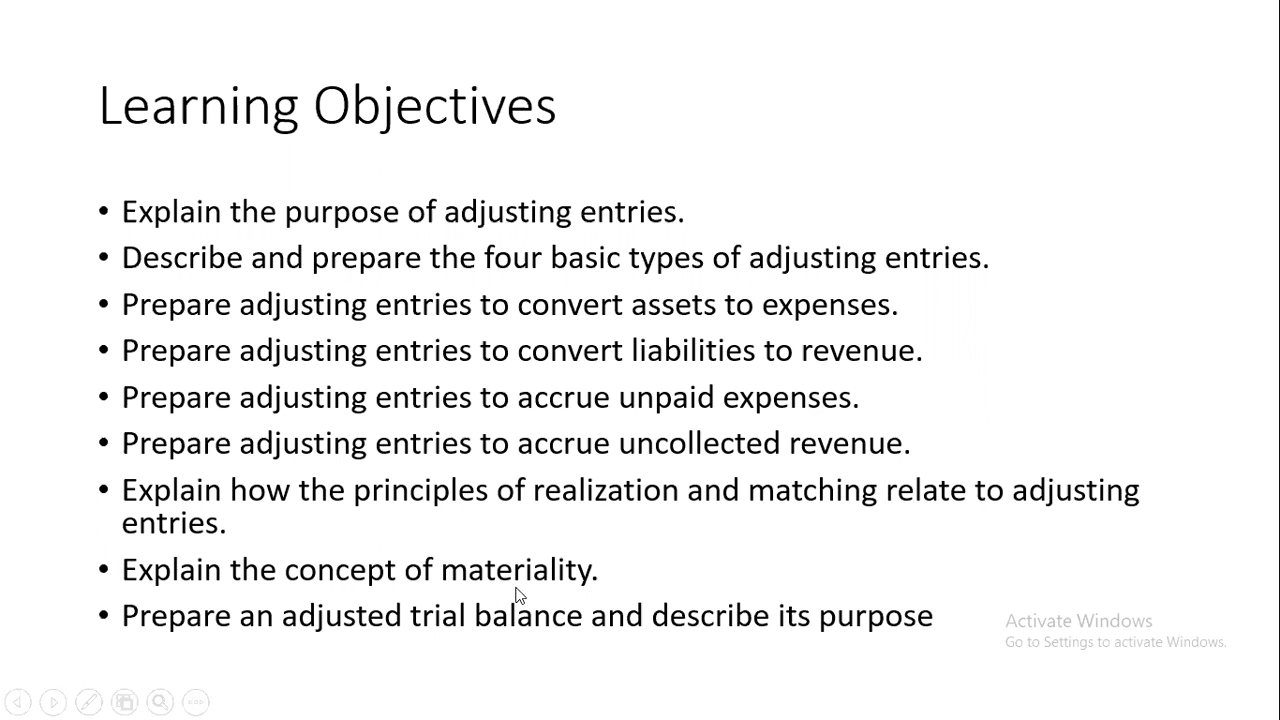 Learning Objectives
• Explain the purpose of adjusting entries.
• Describe and prepare the four basic types of adjusting entries.
• Prepare adjusting entries to convert assets to expenses.
• Prepare adjusting entries to convert liabilities to revenue.
• Prepare adjusting entries to accrue unpaid expenses.
• Prepare adjusting entries to accrue uncollected revenue.
• Explain how the principles of realization and matching relate to adjusting
entries.
• Explain the concept of materiality.
• Prepare an adjusted trial balance and describe its purpose
Activate Windows
Go to Settings to activate Windows.